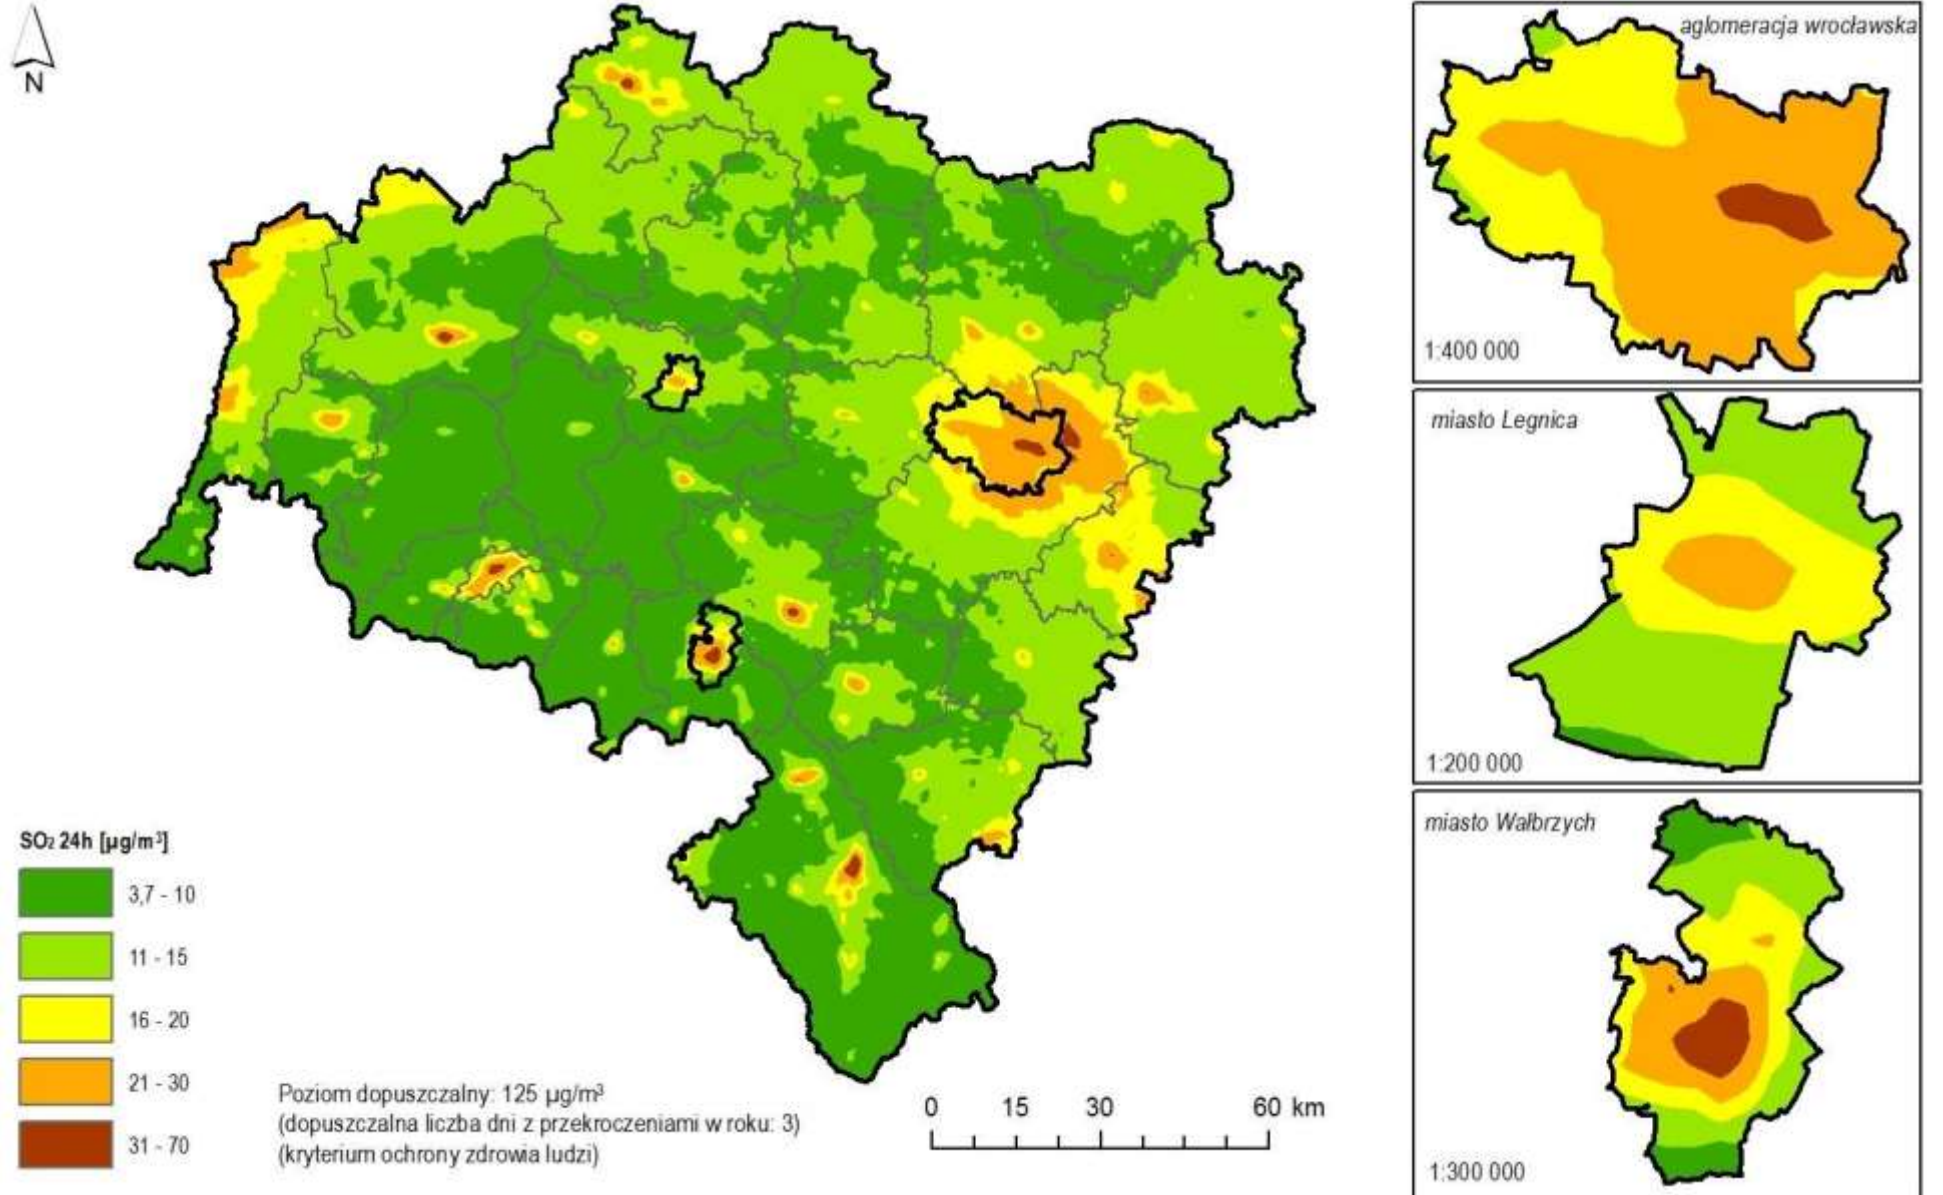 N
aglomeracja wrocławska
1:400 000
miasto Legnica
1:200 000
miasto Wałbrzych
1:300 000
SO₂ 24h [µg/m³]
3,7 - 10
11 - 15
16 - 20
21 - 30
31 - 70
Poziom dopuszczalny: 125 µg/m³
(dopuszczalna liczba dni z przekroczeniami w roku: 3)
(kryterium ochrony zdrowia ludzi)
0 15 30 60 km